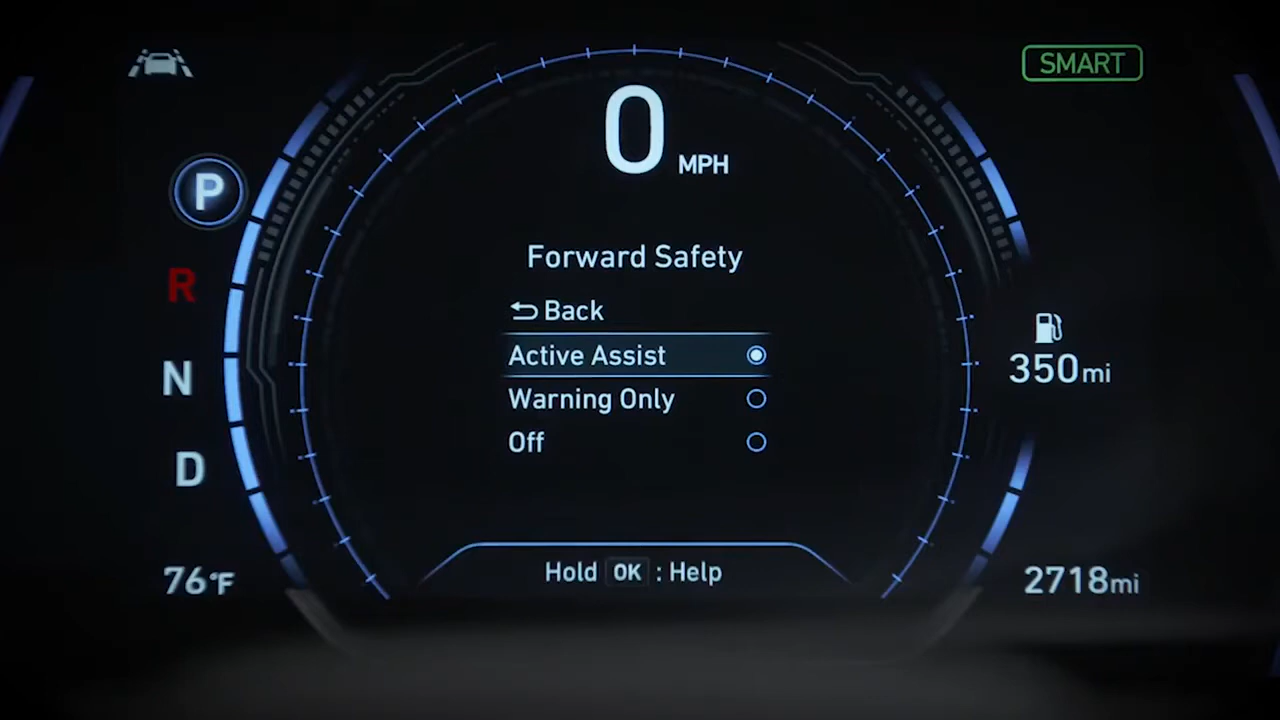 SMART
0 MPH
P
R
N
D
Forward Safety
Back
Active Assist
Warning Only
Off
350mi
Hold OK : Help
76°F
2718mi